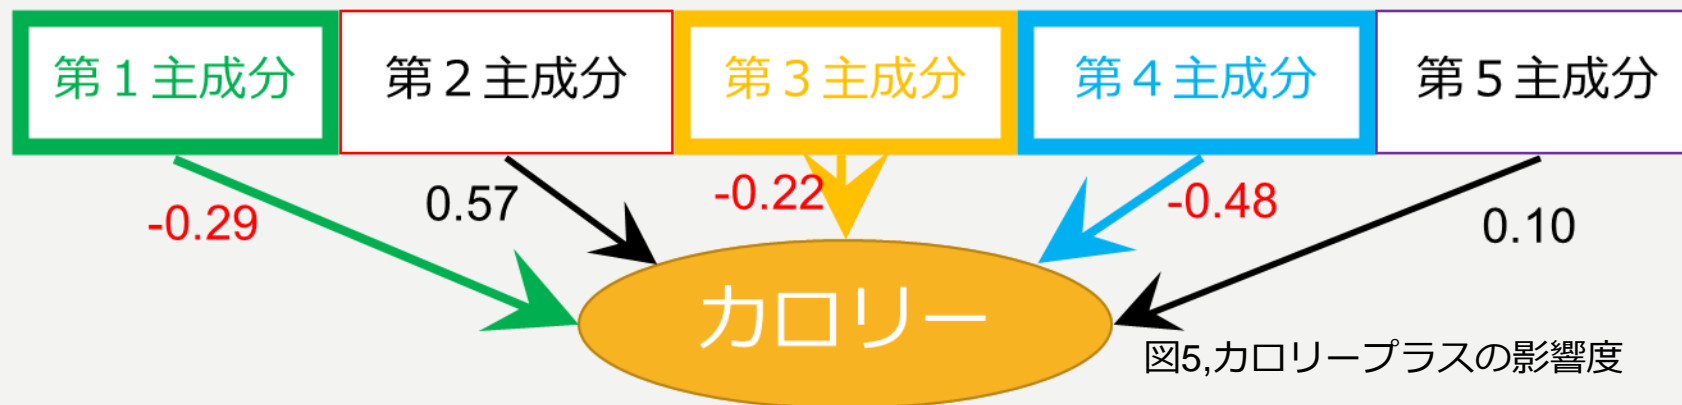 第１主成分
第２主成分
第３主成分
第４主成分
第５主成分
-0.29
0.57
-0.22
-0.48
0.10
カロリー
図5,カロリープラスの影響度